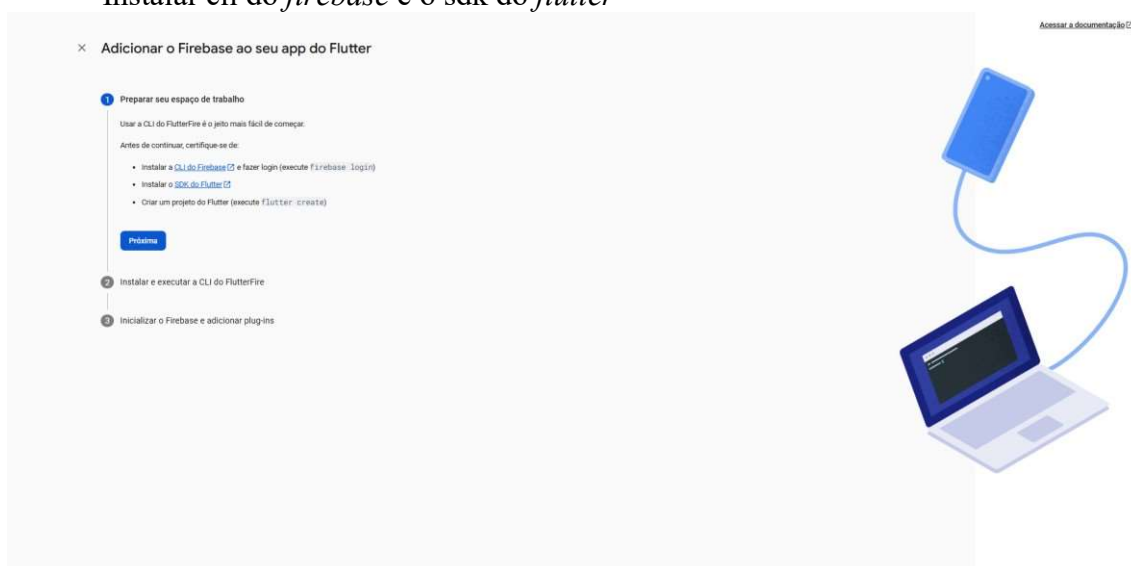 Instalar cli do firebase e o sdk do flutter
Acessar a documentação
Adicionar o Firebase ao seu app do Flutter
1 Preparar seu espaço de trabalho
Usar a CLI do FlutterFire é o jeito mais fácil de começar.
Antes de continuar, certifique-se de:
• Instalar a CLI do Firebase e fazer login (execute firebase login)
• Instalar o SDK do Flutter
• Criar um projeto do Flutter (execute flutter create)
Próxima
2 Instalar e executar a CLI do FlutterFire
3 Inicializar o Firebase e adicionar plug-ins